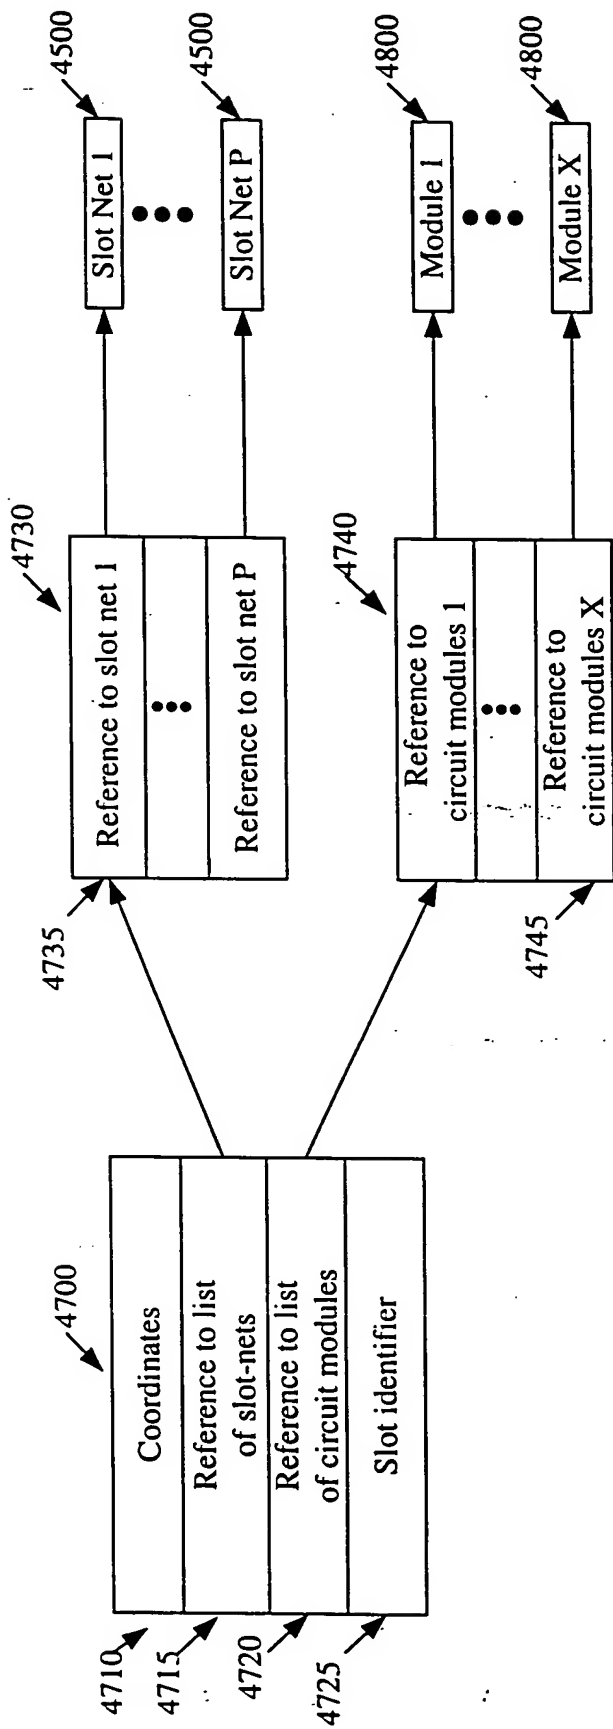 4700
4710
Coordinates
4715
Reference to list
of slot-nets
4720
Reference to list
of circuit modules
4725
Slot identifier
4730
4735
Reference to slot net 1
Reference to slot net P
4740
Reference to
circuit modules 1
Reference to
circuit modules X
4745
Slot Net 1
4500
Slot Net P
4500
Module 1
4800
Module X
4800